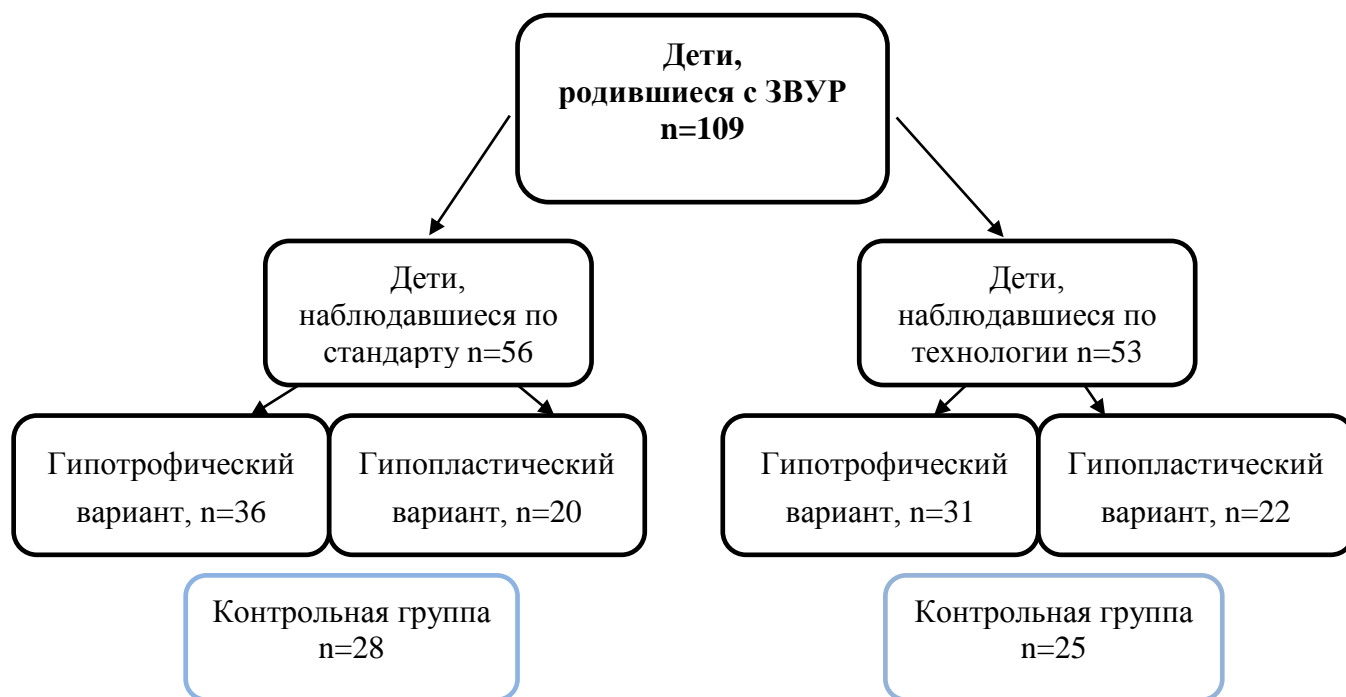 Дети,
родившиеся с ЗВУР
n=109
Дети,
наблюдавшиеся по
стандарту n=56
Дети,
наблюдавшиеся по
технологии n=53
Гипотрофический
вариант, n=36
Гипопластический
вариант, n=20
Гипотрофический
вариант, n=31
Гипопластический
вариант, n=22
Контрольная группа
n=28
Контрольная группа
n=25